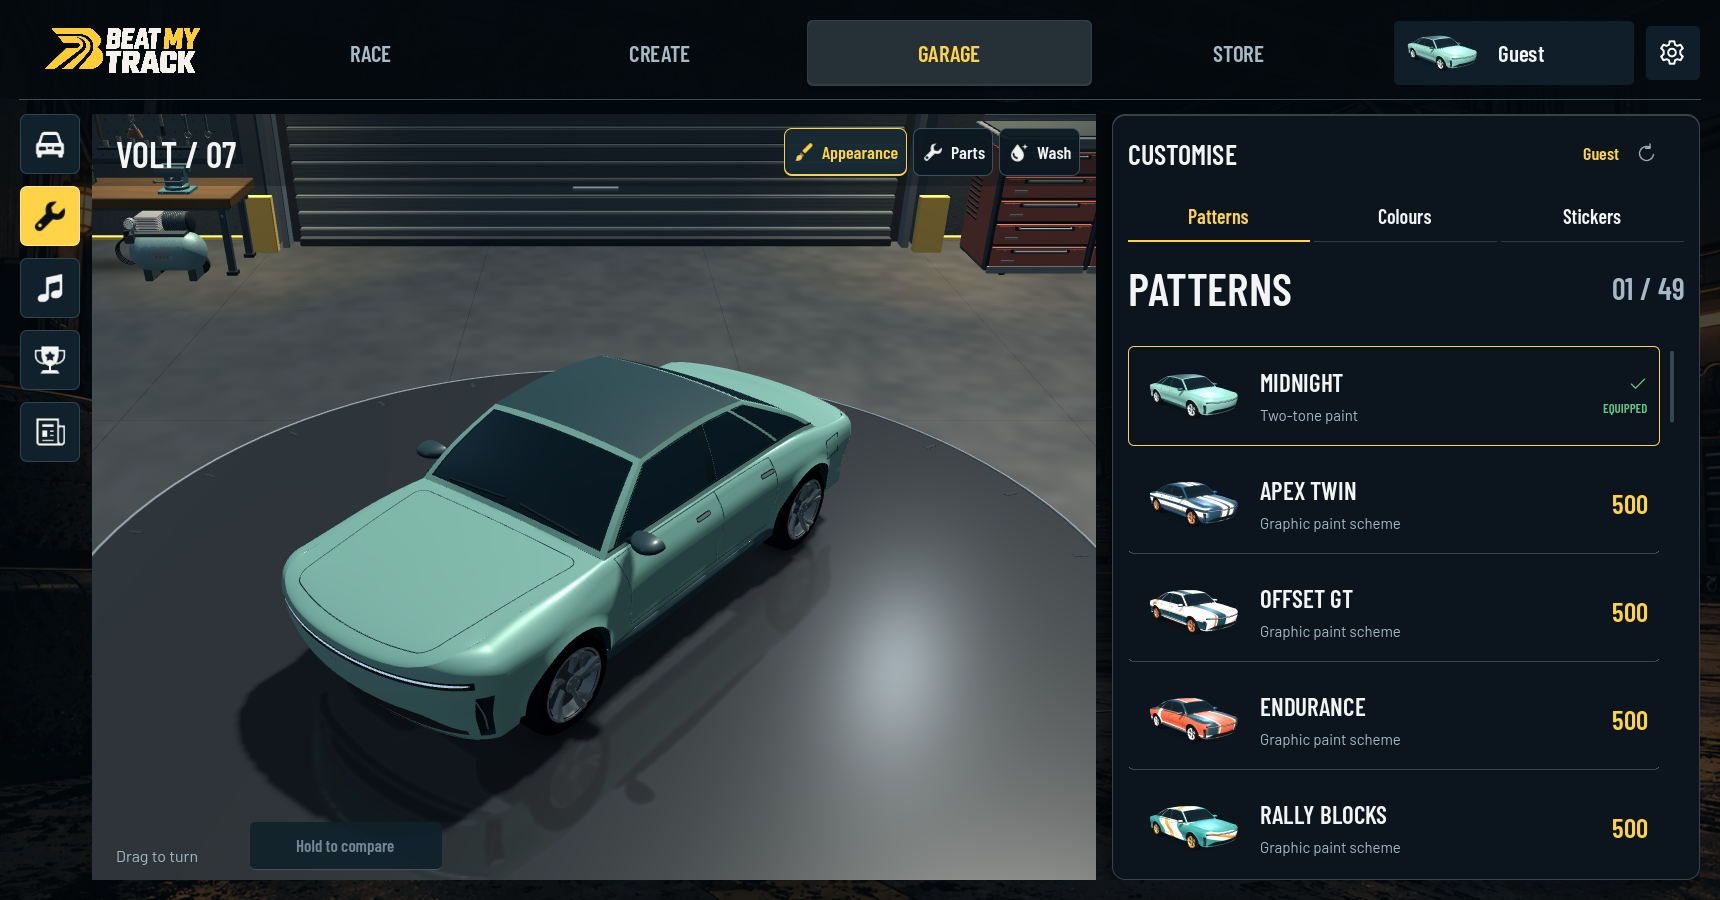 BEAT MY
TRACK
RACE
CREATE
GARAGE
STORE
Guest
VOLT / 07
Appearance
Parts
Wash
Drag to turn
Hold to compare
CUSTOMISE
Guest
Patterns
Colours
Stickers
PATTERNS
01 / 49
MIDNIGHT
Two-tone paint
EQUIPPED
APEX TWIN
Graphic paint scheme
500
OFFSET GT
Graphic paint scheme
500
ENDURANCE
Graphic paint scheme
500
RALLY BLOCKS
Graphic paint scheme
500